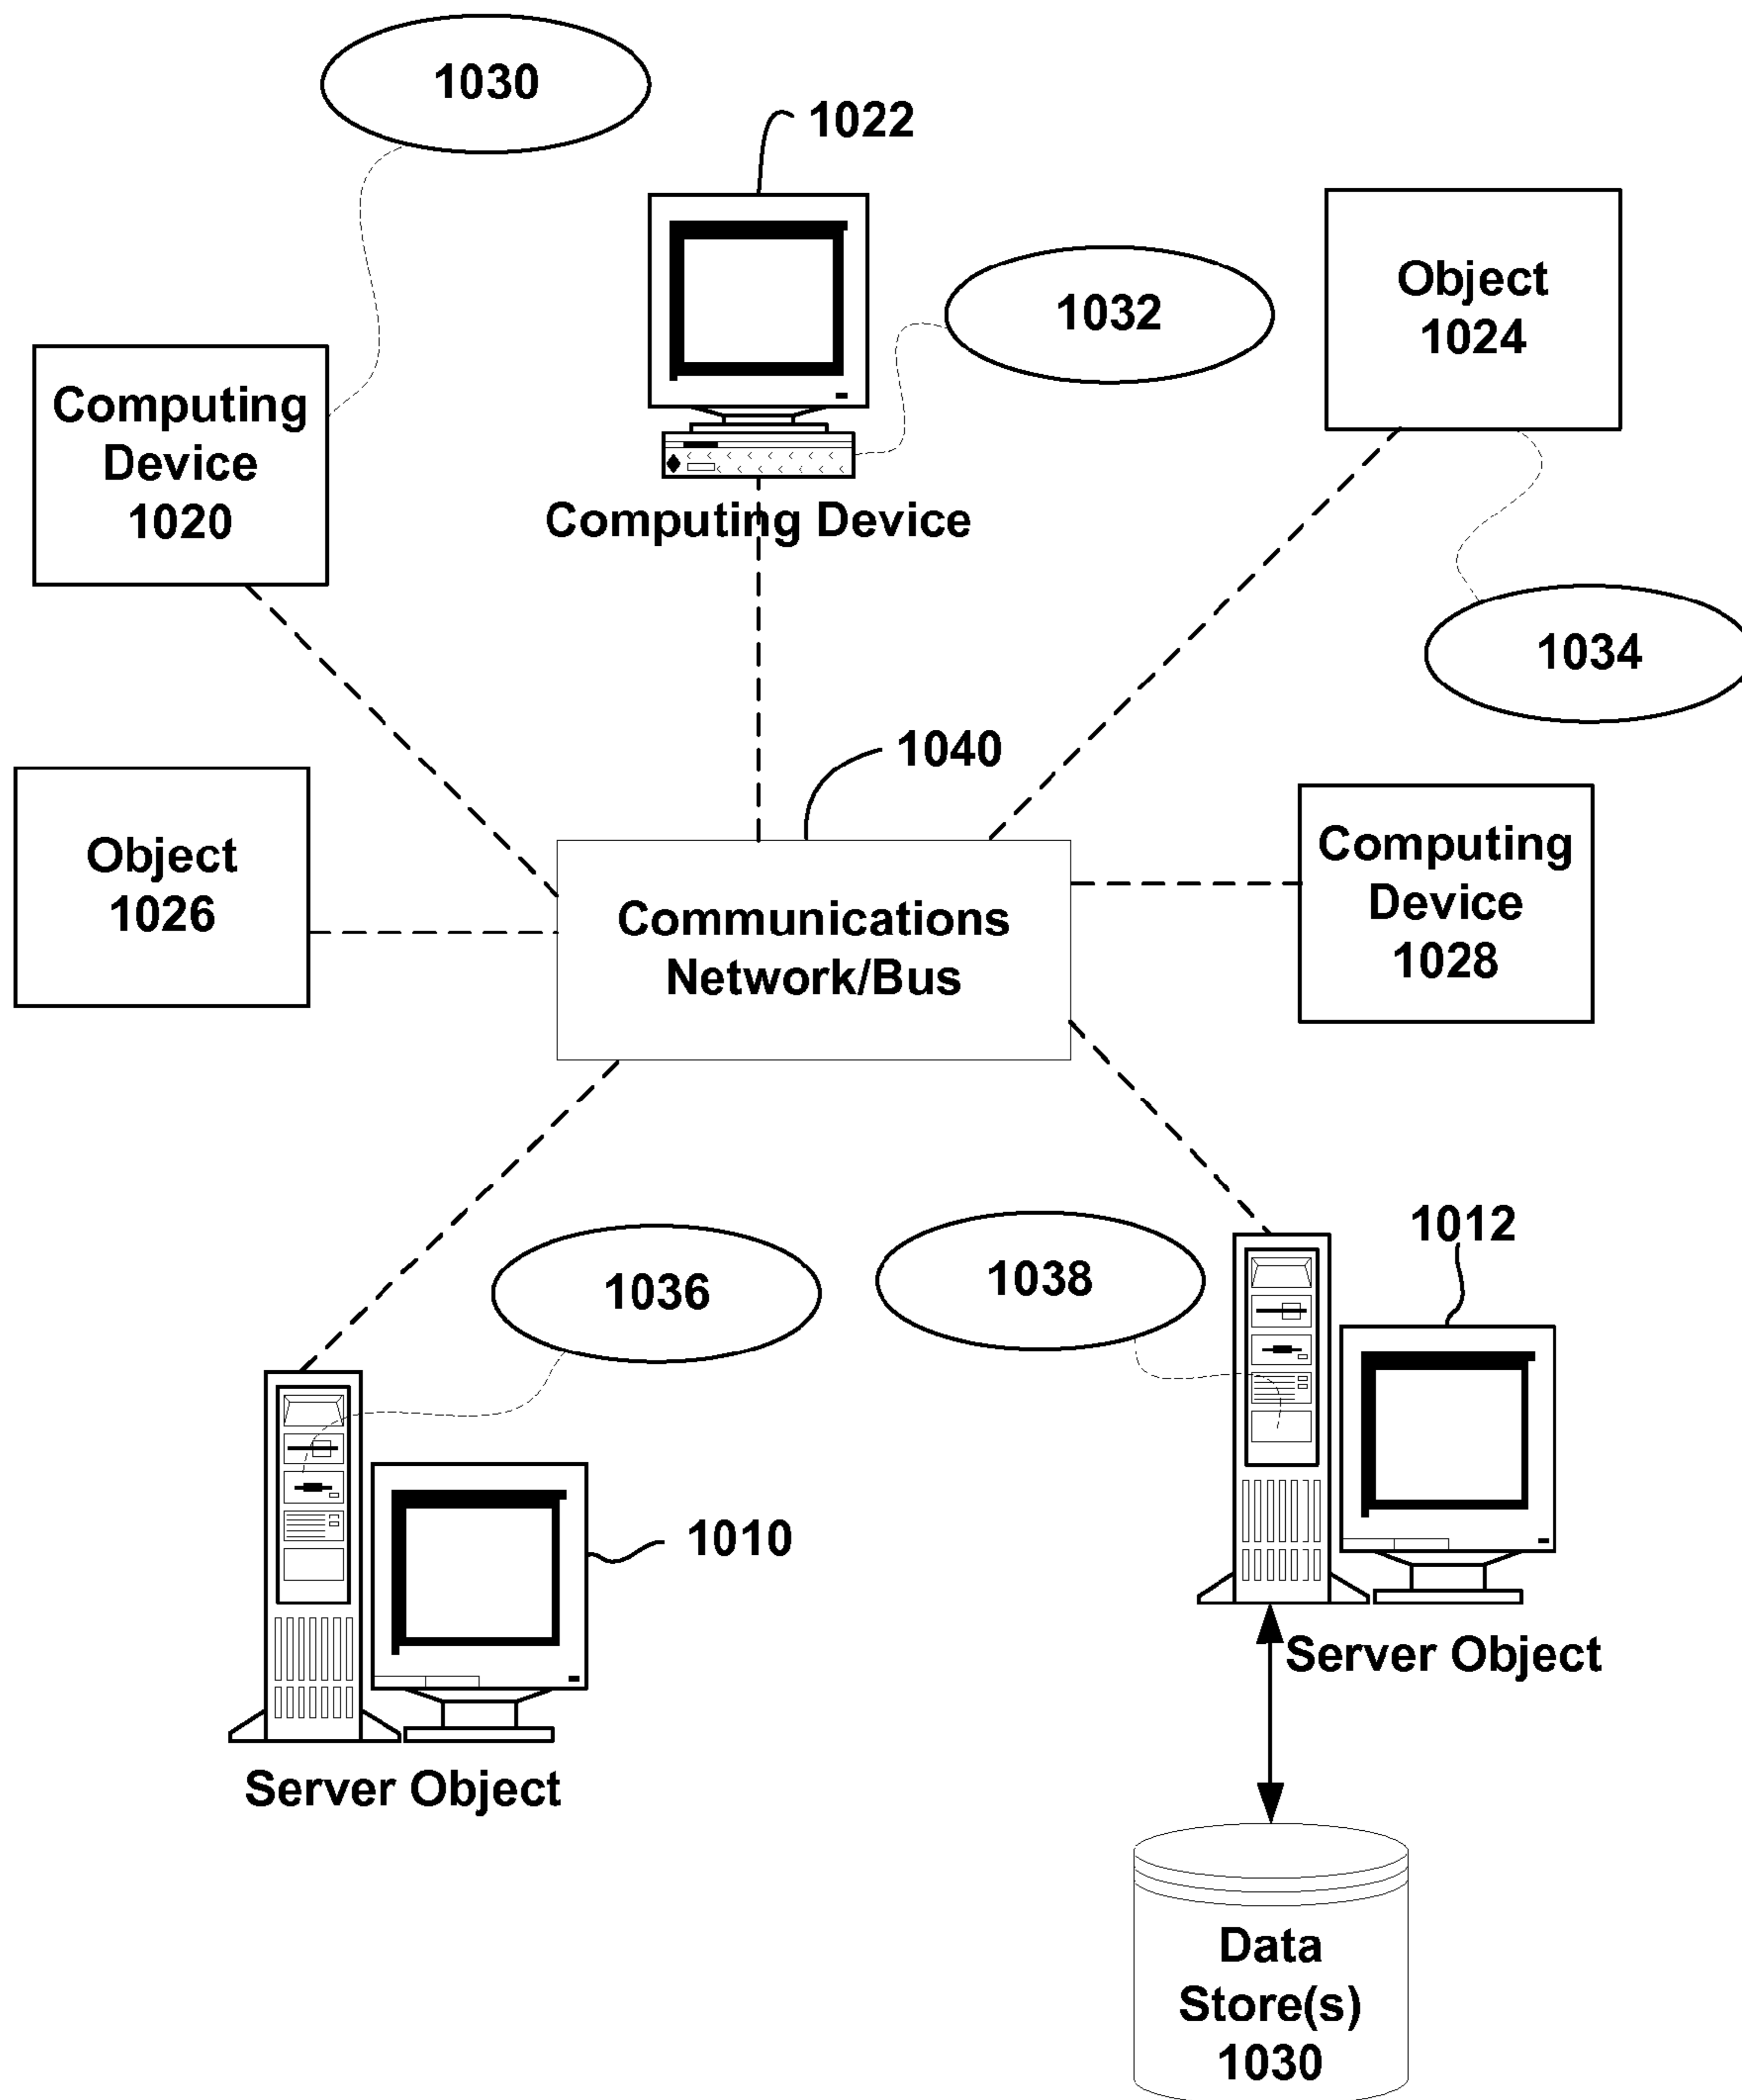 1030
1022
1032
Object
1024
Computing
Device
1020
Computing Device
1034
1040
Object
1026
Communications
Network/Bus
Computing
Device
1028
1036
1038
1012
1010
Server Object
Server Object
Data
Store(s)
1030